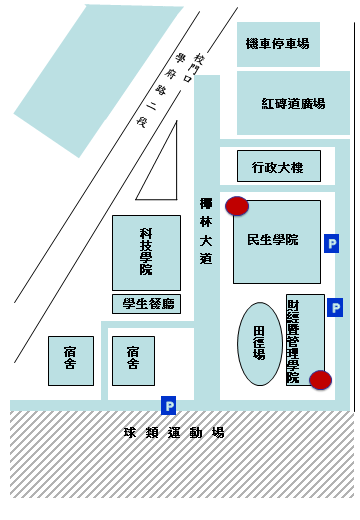 機車停車場
校門口
學府路二段
紅磚道廣場
行政大樓
椰林大道
民生學院
科技學院
P
學生餐廳
財經暨管理學院
P
田徑場
宿舍
宿舍
P
球類運動場